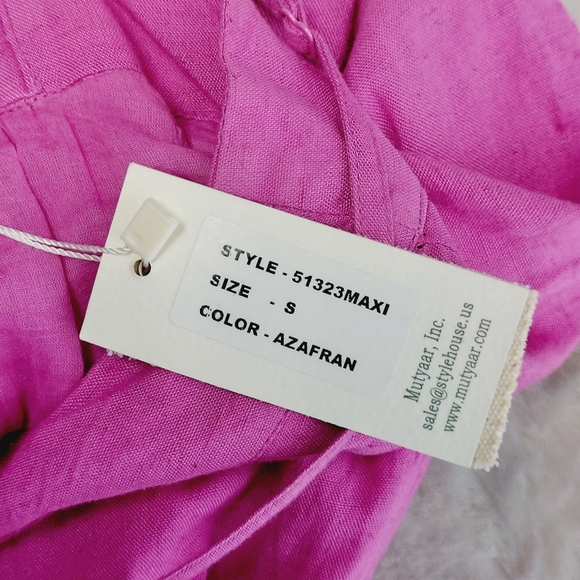 STYLE - 51323MAXI
SIZE - S
COLOR - AZAFRAN
Mutyaar, Inc.
sales@stylehouse.us
www.mutyaar.com